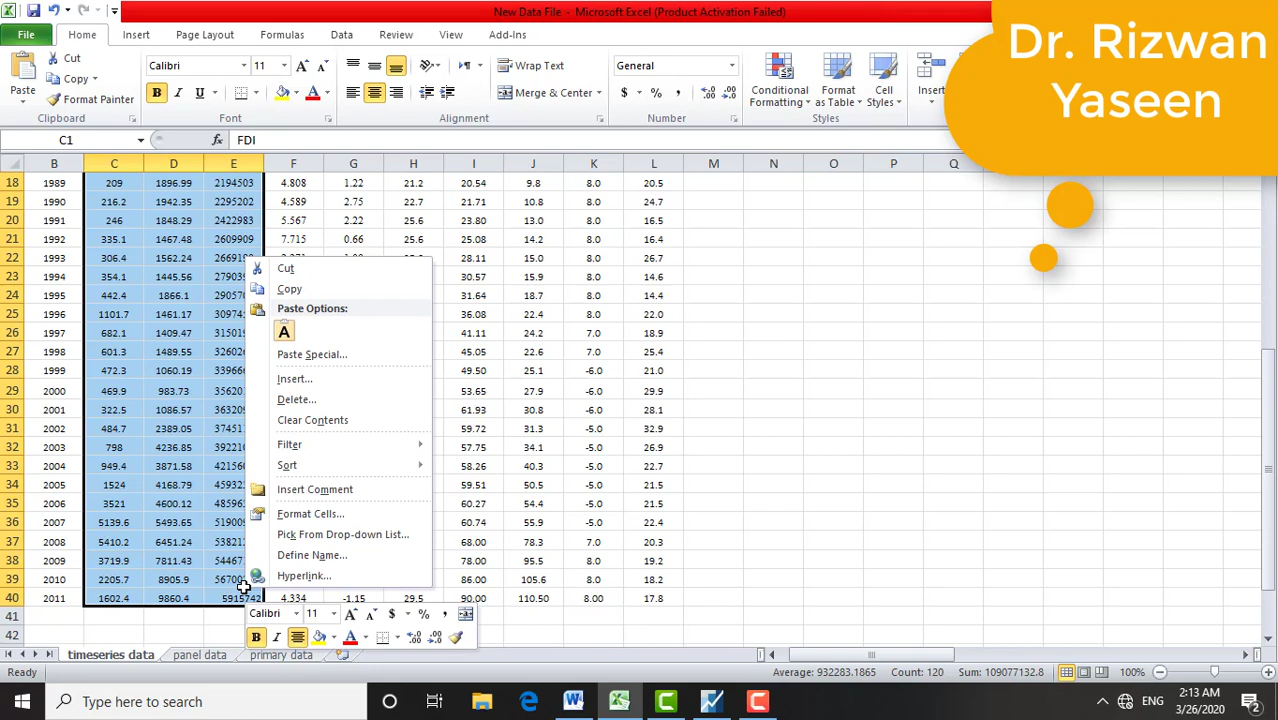 New Data File - Microsoft Excel (Product Activation Failed)
Dr. Rizwan
Yaseen
File Home Insert Page Layout Formulas Data Review View Add-Ins
Paste
Cut
Copy
Format Painter
Clipboard
Calibri 11
B I U
Font
Wrap Text
Merge & Center
Alignment
General
$ % ,
Number
Conditional Formatting
Format as Table
Cell Styles
Styles
Insert
C1 fx FDI
B C D E F G H I J K L M N O P Q
18 1989 209 1896.99 2194503 4.808 1.22 21.2 20.54 9.8 8.0 20.5
19 1990 216.2 1942.35 2295202 4.589 2.75 22.7 21.71 10.8 8.0 24.7
20 1991 246 1848.29 2422983 5.567 2.22 25.6 23.80 13.0 8.0 16.5
21 1992 335.1 1467.48 2609909 7.715 0.66 25.6 25.08 14.2 8.0 16.4
22 1993 306.4 1562.24 28.11 15.0 8.0 26.7
23 1994 354.1 1445.56 30.57 15.9 8.0 14.6
24 1995 442.4 1866.1 31.64 18.7 8.0 14.4
25 1996 1101.7 1461.17 36.08 22.4 8.0 22.0
26 1997 682.1 1409.47 41.11 24.2 7.0 18.9
27 1998 601.3 1489.55 45.05 22.6 7.0 25.4
28 1999 472.3 1060.19 49.50 25.1 -6.0 21.0
29 2000 469.9 983.73 53.65 27.9 -6.0 29.9
30 2001 322.5 1086.57 61.93 30.8 -6.0 28.1
31 2002 484.7 2389.05 59.72 31.3 -5.0 32.9
32 2003 798 4236.85 57.75 34.1 -5.0 26.9
33 2004 949.4 3871.58 58.26 40.3 -5.0 22.7
34 2005 1524 4168.79 59.51 50.5 -5.0 21.5
35 2006 3521 4600.12 60.27 54.4 -5.0 21.5
36 2007 5139.6 5493.65 60.74 55.9 -5.0 22.4
37 2008 5410.2 6451.24 68.00 78.3 7.0 20.3
38 2009 3719.9 7811.43 78.00 95.5 8.0 19.2
39 2010 2205.7 8905.9 86.00 105.6 8.0 18.2
40 2011 1602.4 9860.4 5915742 4.334 -1.15 29.5 90.00 110.50 8.00 17.8
41
42
Cut
Copy
Paste Options:
A
Paste Special...
Insert...
Delete...
Clear Contents
Filter
Sort
Insert Comment
Format Cells...
Pick From Drop-down List...
Define Name...
Hyperlink...
Calibri 11 A A $ % ,
B I A
timeseries data panel data primary data
Ready Average: 932283.1865 Count: 120 Sum: 109077132.8 100%
Type here to search
ENG
2:13 AM
3/26/2020
2